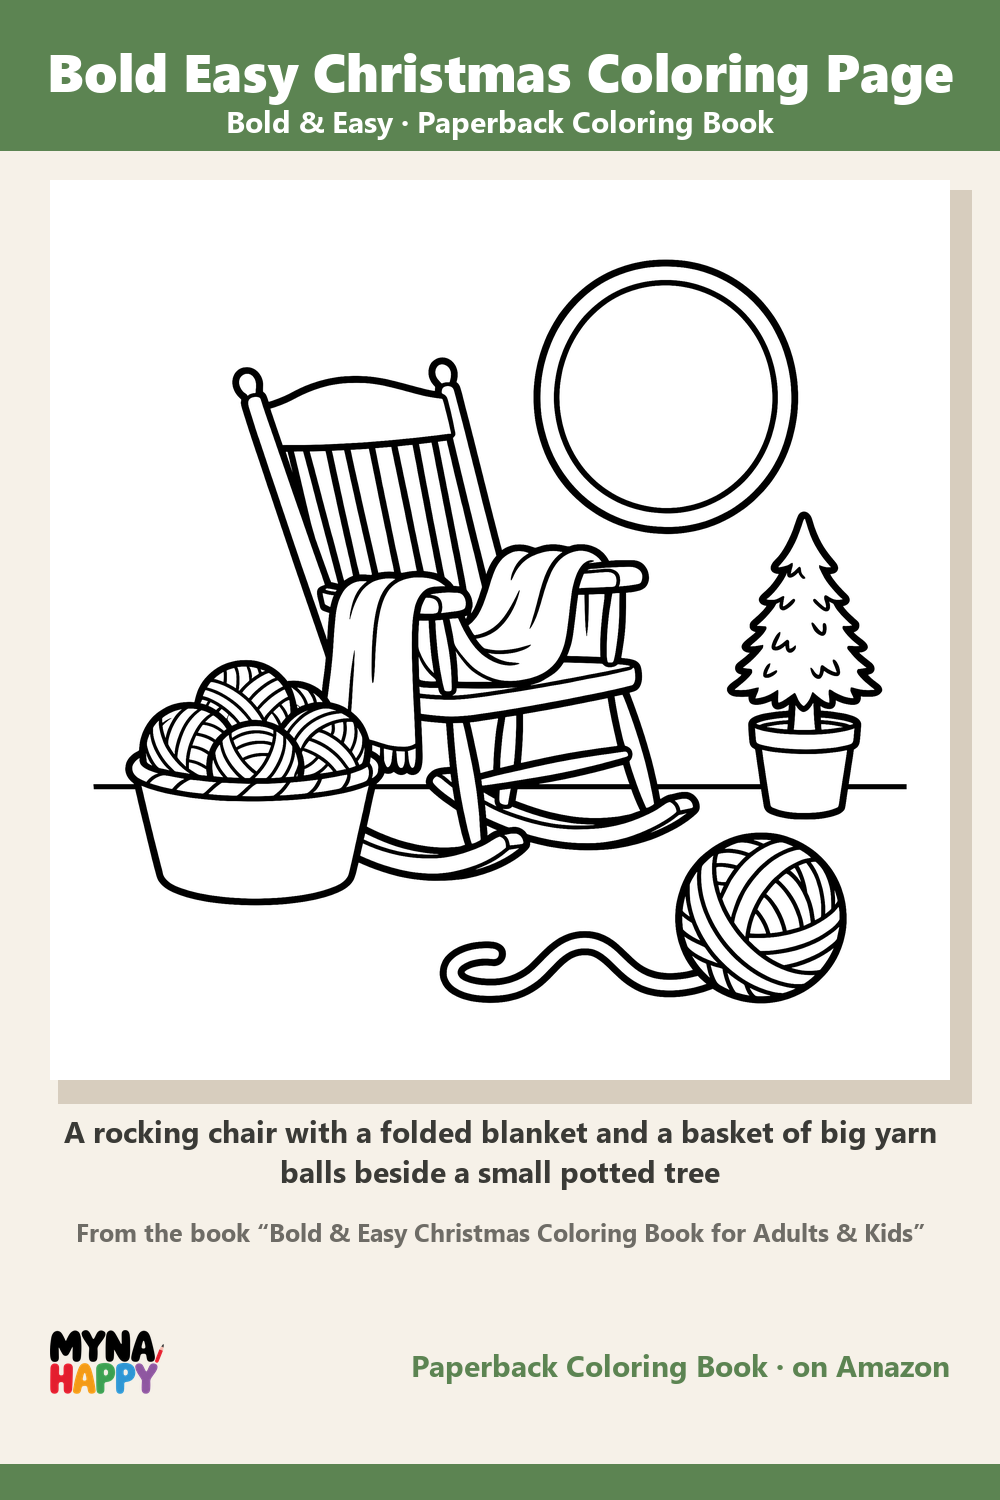 Bold Easy Christmas Coloring Page
Bold & Easy · Paperback Coloring Book
A rocking chair with a folded blanket and a basket of big yarn
balls beside a small potted tree
From the book “Bold & Easy Christmas Coloring Book for Adults & Kids”
MYNA
HAPPY
Paperback Coloring Book · on Amazon